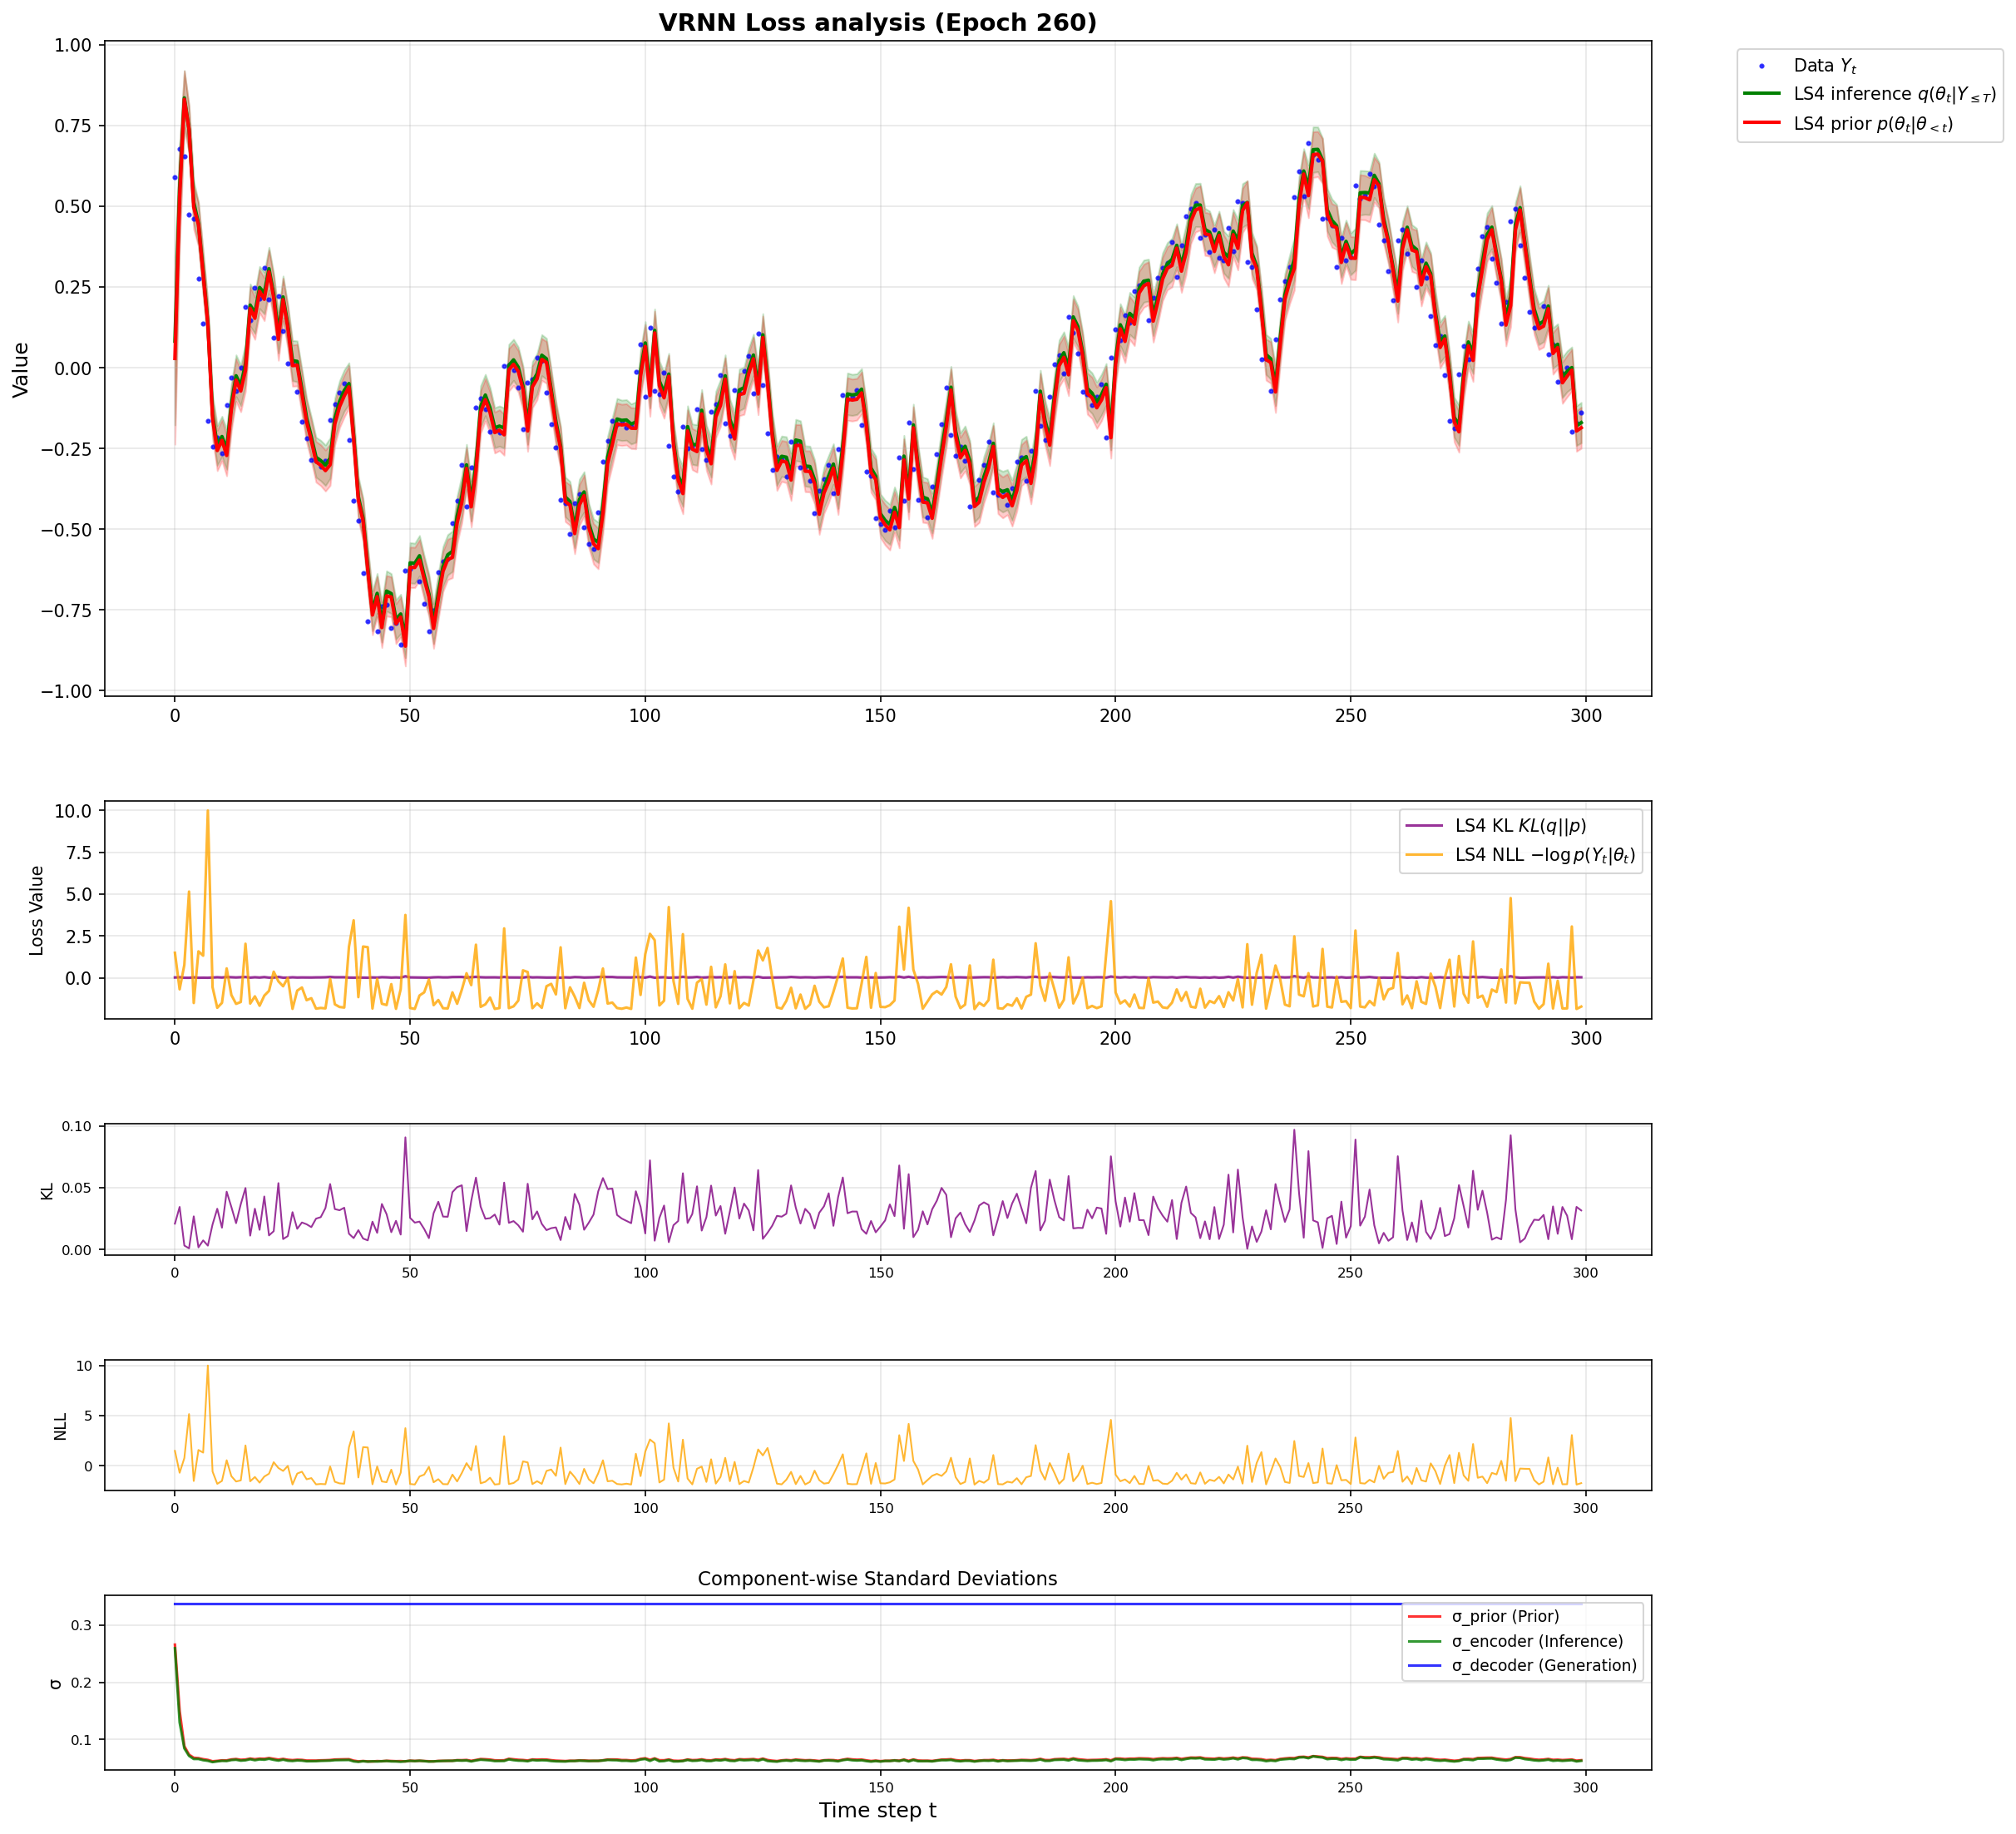 VRNN Loss analysis (Epoch 260)
Value
1.00
0.75
0.50
0.25
0.00
−0.25
−0.50
−0.75
−1.00
0 50 100 150 200 250 300
Data Y_t
LS4 inference q(θ_t|Y_≤T)
LS4 prior p(θ_t|θ_<t)
Loss Value
10.0
7.5
5.0
2.5
0.0
LS4 KL KL(q||p)
LS4 NLL −log p(Y_t|θ_t)
0 50 100 150 200 250 300
KL
0.10
0.05
0.00
0 50 100 150 200 250 300
NLL
10
5
0
0 50 100 150 200 250 300
Component-wise Standard Deviations
σ
0.3
0.2
0.1
σ_prior (Prior)
σ_encoder (Inference)
σ_decoder (Generation)
0 50 100 150 200 250 300
Time step t